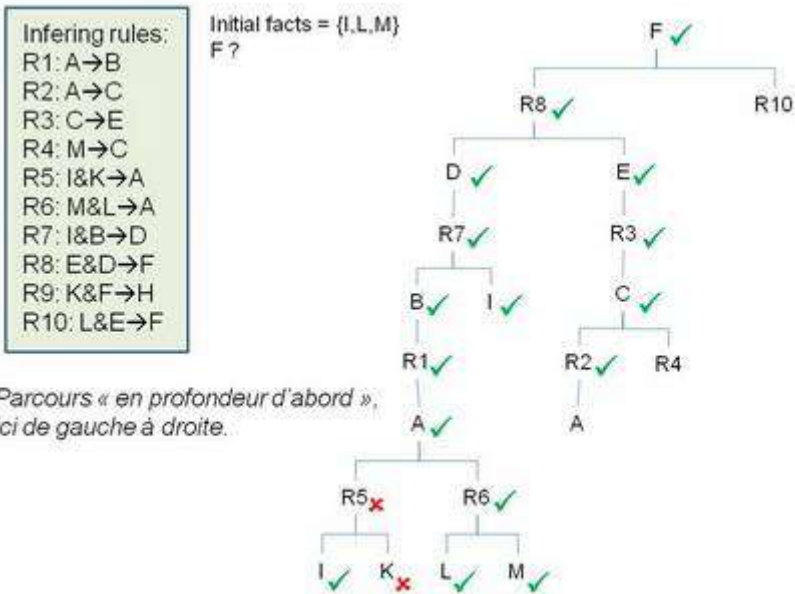 Infering rules:
R1: A→B
R2: A→C
R3: C→E
R4: M→C
R5: I&K→A
R6: M&L→A
R7: I&B→D
R8: E&D→F
R9: K&F→H
R10: L&E→F
Initial facts = {I,L,M}
F ?
Parcours « en profondeur d'abord »,
ci de gauche à droite.
F
R8 R10
D E
R7 R3
B I C
R1 R2 R4
A A
R5 R6
I K L M